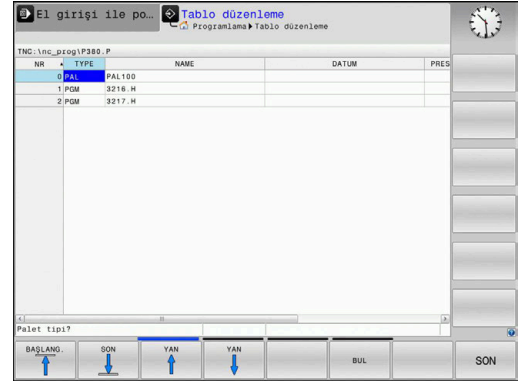 El girişi ile po… Tablo düzenleme
Programlama Tablo düzenleme
TNC:\nc_prog\P380.P
NR TYPE NAME DATUM PRES
0 PAL PAL100
1 PGM 3216.H
2 PGM 3217.H
Palet tipi?
BAŞLANG. SON YAN YAN BUL SON